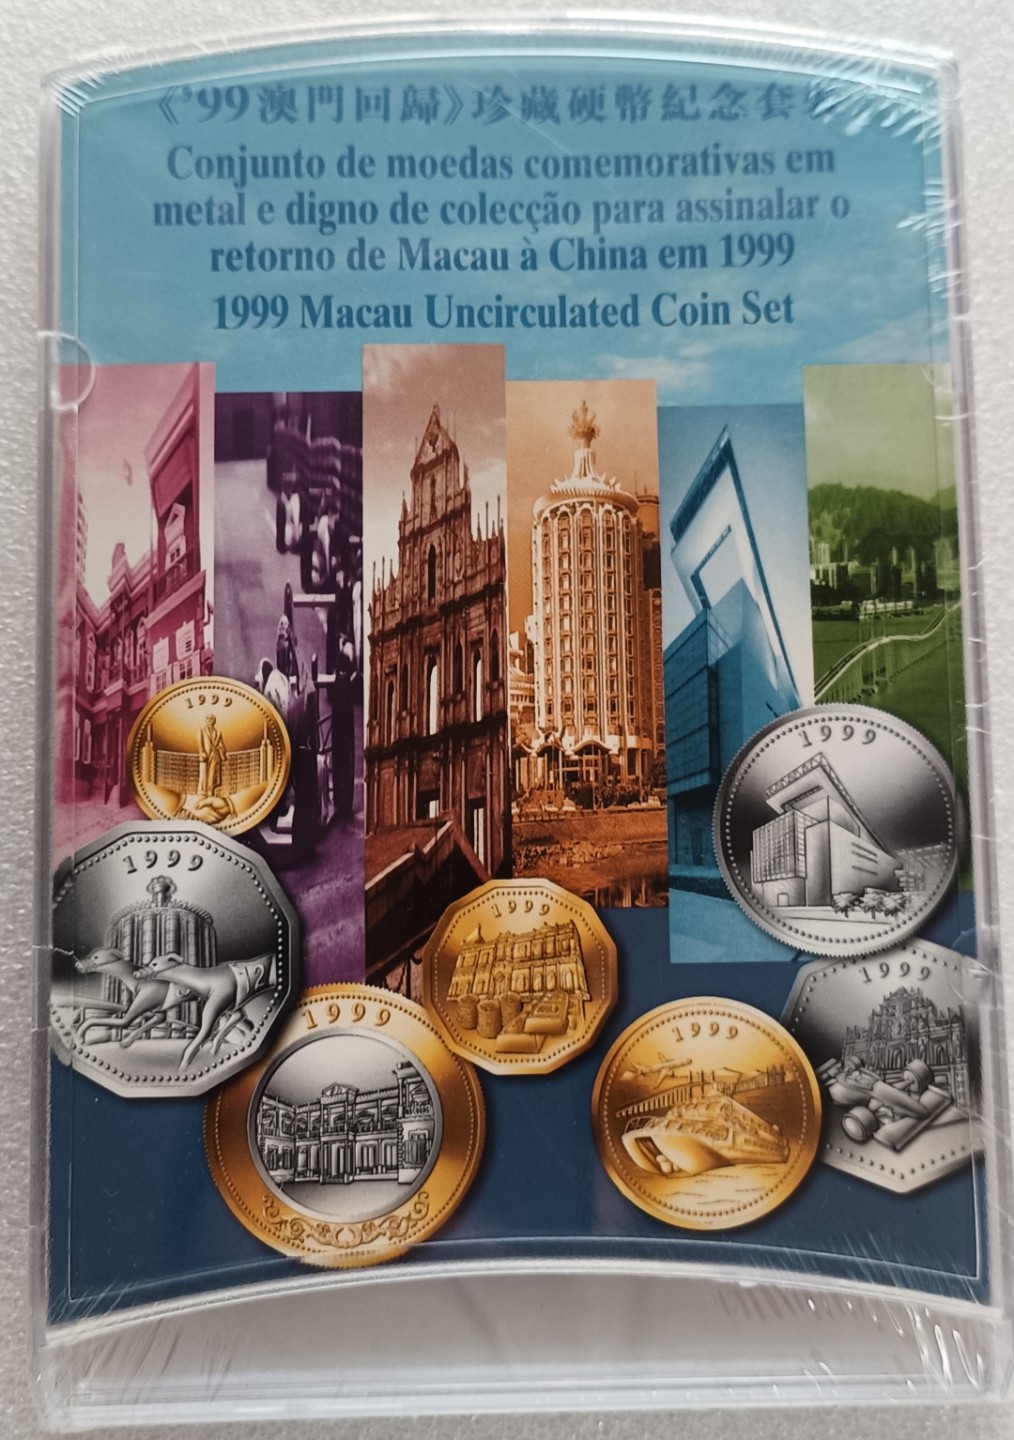 《’99澳門回歸》珍藏硬幣紀念套裝
Conjunto de moedas comemorativas em
metal e digno de colecção para assinalar o
retorno de Macau à China em 1999
1999 Macau Uncirculated Coin Set
1999
1999
1999
1999
1999
1999
1999